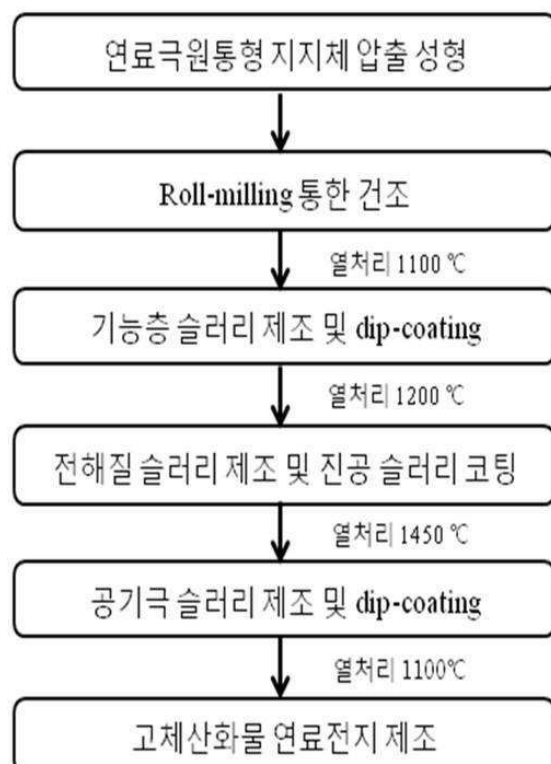 연료극원통형 지지체 압출 성형
Roll-milling 통한 건조
열처리 1100 ℃
기능층 슬러리 제조 및 dip-coating
열처리 1200 ℃
전해질 슬러리 제조 및 진공 슬러리 코팅
열처리 1450 ℃
공기극 슬러리 제조 및 dip-coating
열처리 1100℃
고체산화물 연료전지 제조